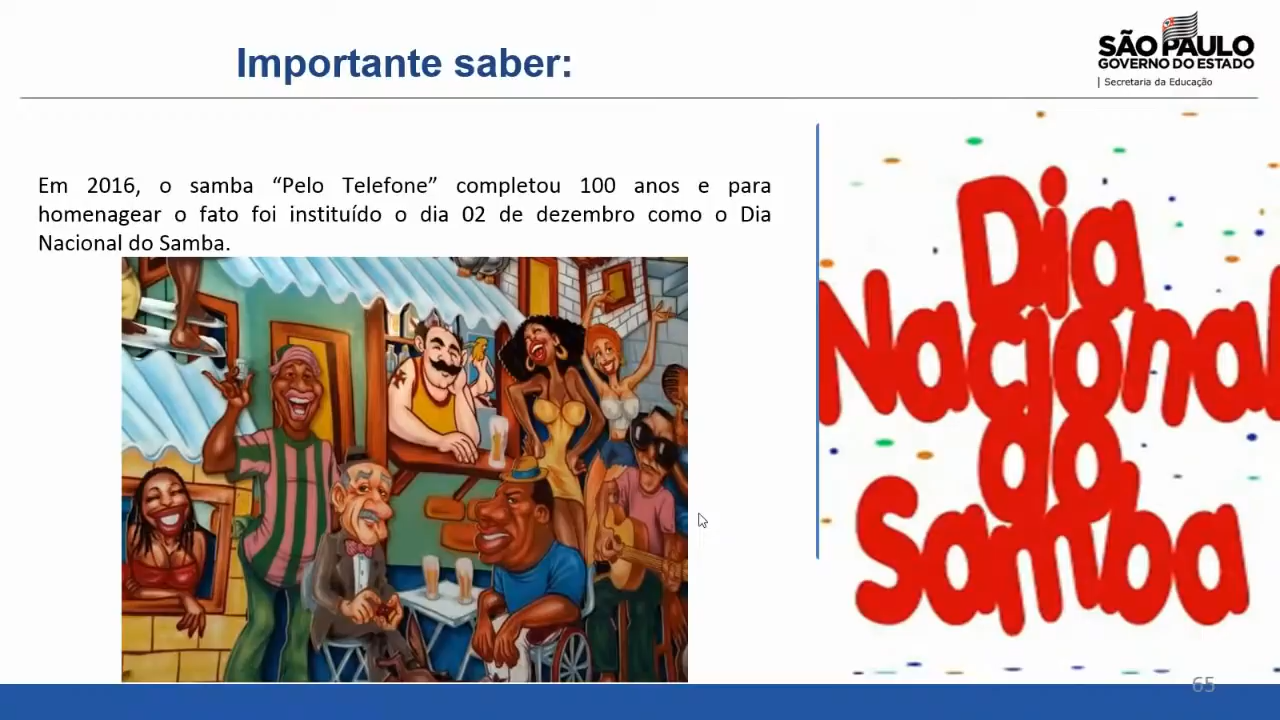 Importante saber:
SÃO PAULO
GOVERNO DO ESTADO
Secretaria da Educação
Em 2016, o samba “Pelo Telefone” completou 100 anos e para
homenagear o fato foi instituído o dia 02 de dezembro como o Dia
Nacional do Samba.
Dia
Nacional
do
Samba
65